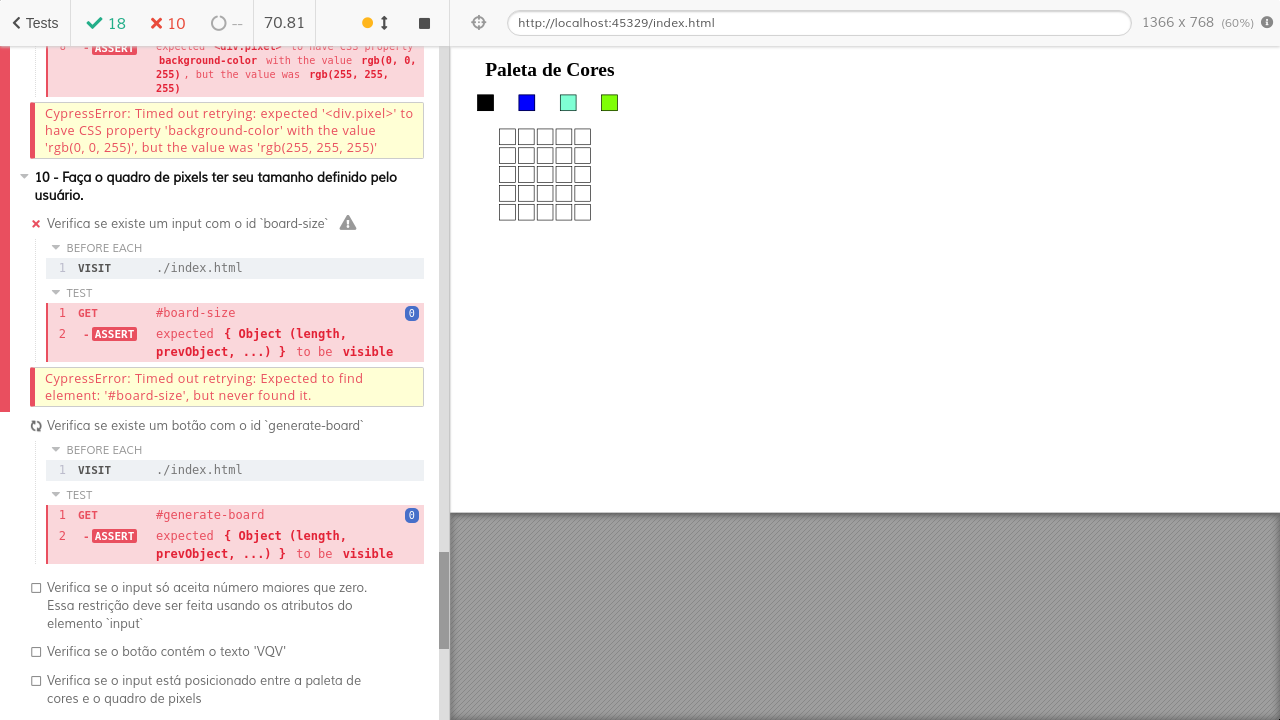 Tests
18
10
--
70.81
http://localhost:45329/index.html
1366 x 768 (60%)
- ASSERT expected <div.pixel> to have CSS property
background-color with the value rgb(0, 0,
255), but the value was rgb(255, 255,
255)
CypressError: Timed out retrying: expected '<div.pixel>' to
have CSS property 'background-color' with the value
'rgb(0, 0, 255)', but the value was 'rgb(255, 255, 255)'
10 - Faça o quadro de pixels ter seu tamanho definido pelo
usuário.
Verifica se existe um input com o id `board-size`
BEFORE EACH
1 VISIT ./index.html
TEST
1 GET #board-size 0
2 - ASSERT expected { Object (length,
prevObject, ...) } to be visible
CypressError: Timed out retrying: Expected to find
element: '#board-size', but never found it.
Verifica se existe um botão com o id `generate-board`
BEFORE EACH
1 VISIT ./index.html
TEST
1 GET #generate-board 0
2 - ASSERT expected { Object (length,
prevObject, ...) } to be visible
Verifica se o input só aceita número maiores que zero.
Essa restrição deve ser feita usando os atributos do
elemento `input`
Verifica se o botão contém o texto 'VQV'
Verifica se o input está posicionado entre a paleta de
cores e o quadro de pixels
Paleta de Cores